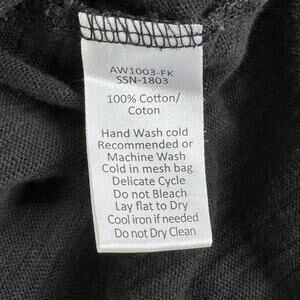 AW1003-FK
SSN-1803
100% Cotton/
Coton
Hand Wash cold
Recommended or
Machine Wash
Cold in mesh bag
Delicate Cycle
Do not Bleach
Lay flat to Dry
Cool iron if needed
Do not Dry Clean